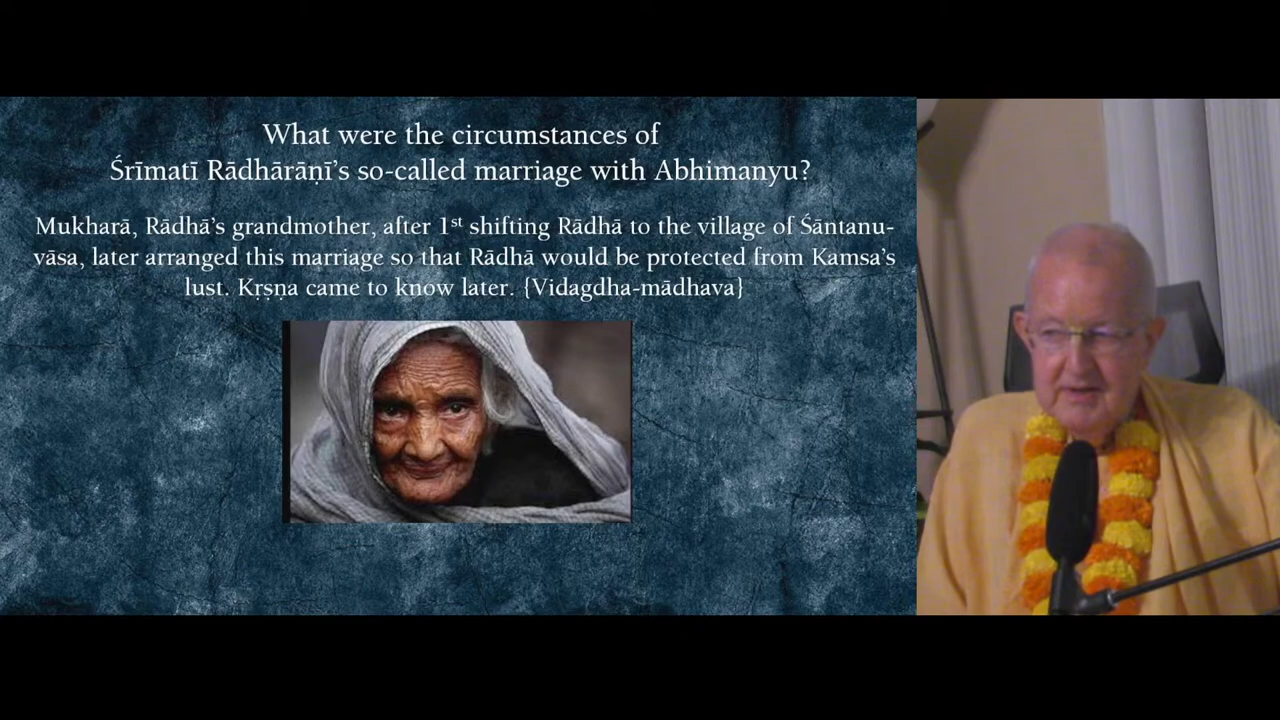 What were the circumstances of
Śrīmatī Rādhārāṇī’s so-called marriage with Abhimanyu?
Mukharā, Rādhā’s grandmother, after 1st shifting Rādhā to the village of Śāntanu-
vāsa, later arranged this marriage so that Rādhā would be protected from Kamsa’s
lust. Kṛṣṇa came to know later. {Vidagdha-mādhava}